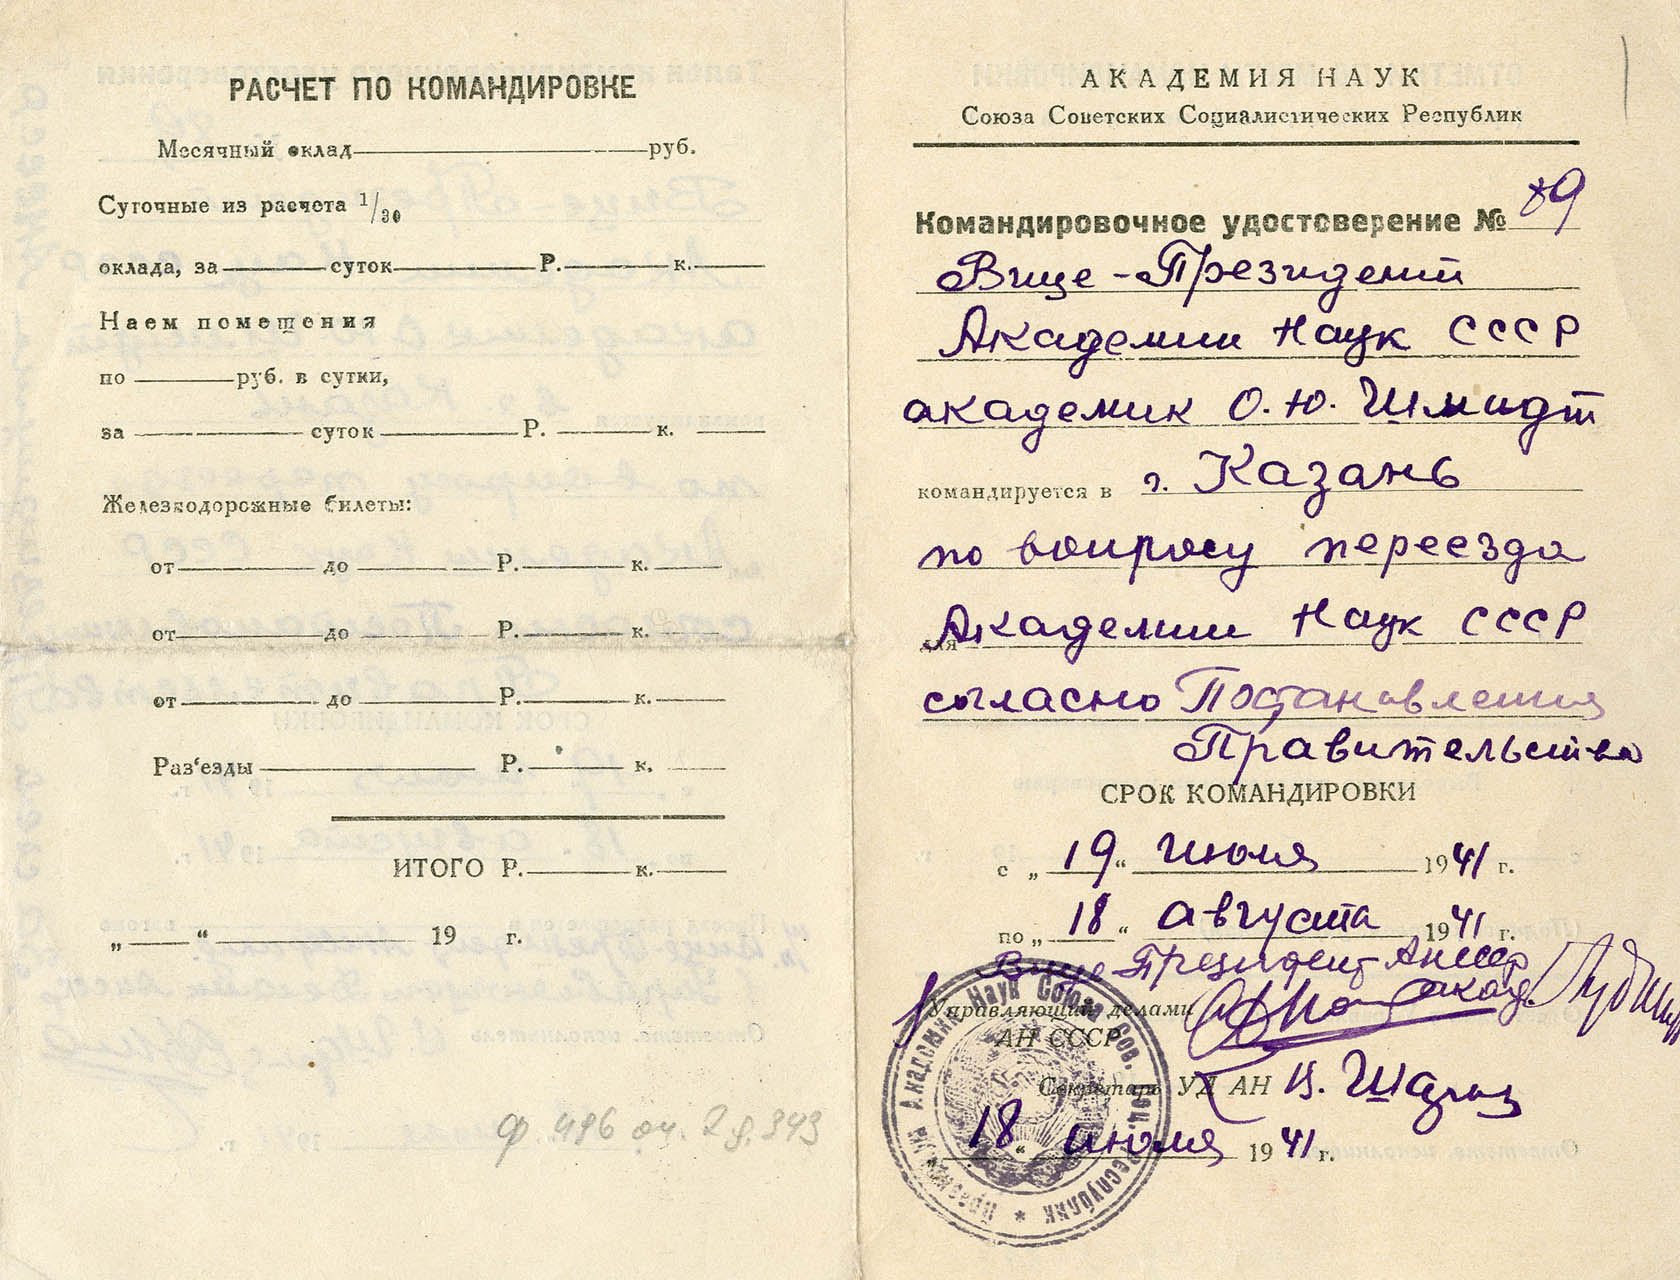 РАСЧЕТ ПО КОМАНДИРОВКЕ
Месячный оклад руб.
Суточные из расчета 1/30
оклада, за суток Р. к.
Наем помещения
по руб. в сутки,
за суток Р. к.
Железнодорожные билеты:
от до Р. к.
от до Р. к.
от до Р. к.
Раз'езды Р. к.
ИТОГО Р. к.
„ “ 19 г.
ф. 496 оп. 2 д. 343
АКАДЕМИЯ НАУК
Союза Советских Социалистических Республик
Командировочное удостоверение № 89
Вице-Президент
Академии Наук СССР
академик О.Ю. Шмидт
командируется в г. Казань
по вопросу переезда
для Академии Наук СССР
согласно Постановления
Правительства
СРОК КОМАНДИРОВКИ
с „ 19 “ июля 1941 г.
по „ 18 “ августа 1941 г.
Вице-Президент АН СССР
акад.
Управляющий делами
АН СССР
Секретарь УД АН
„ 18 “ июля 1941 г.